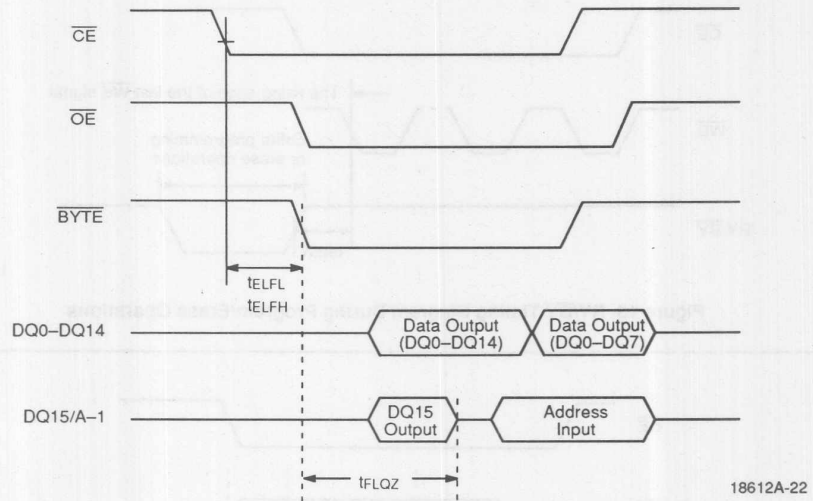 CE
OE
BYTE
tELFL
tELFH
DQ0–DQ14
Data Output
(DQ0–DQ14)
Data Output
(DQ0–DQ7)
DQ15/A–1
DQ15
Output
Address
Input
tFLQZ
18612A-22